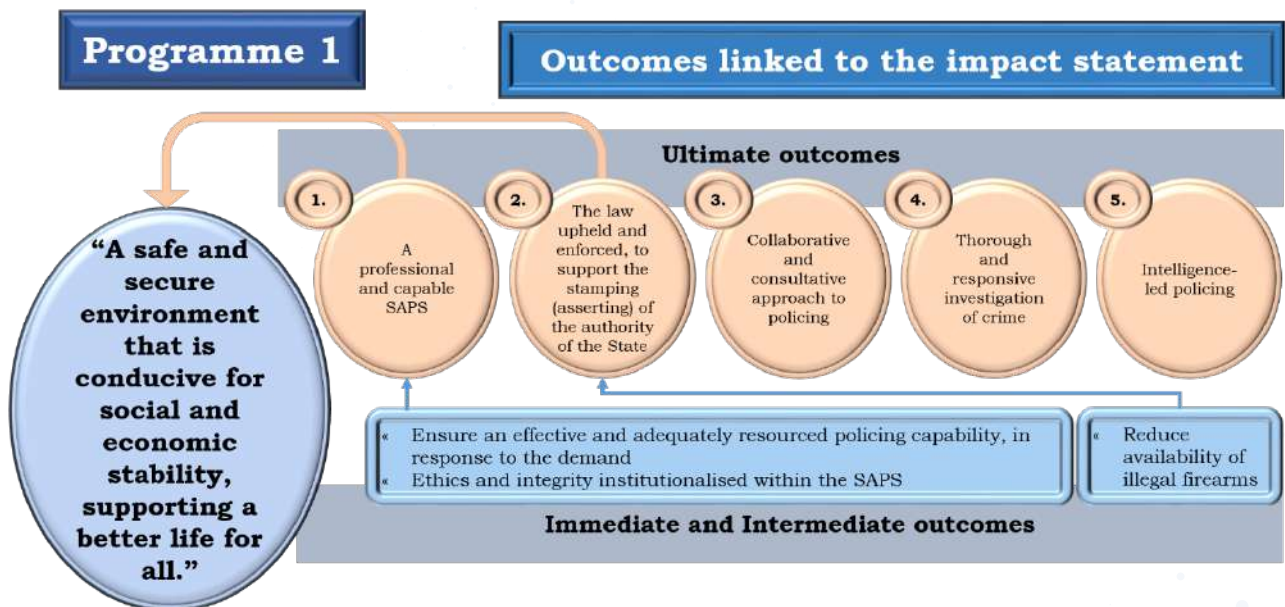 Programme 1
Outcomes linked to the impact statement
Ultimate outcomes
1.
A
professional
and capable
SAPS
2.
The law
upheld and
enforced, to
support the
stamping
(asserting) of
the authority
of the State
3.
Collaborative
and
consultative
approach to
policing
4.
Thorough
and
responsive
investigation
of crime
5.
Intelligence-
led policing
“A safe and
secure
environment
that is
conducive for
social and
economic
stability,
supporting a
better life for
all.”
« Ensure an effective and adequately resourced policing capability, in
response to the demand
« Ethics and integrity institutionalised within the SAPS
« Reduce
availability of
illegal firearms
Immediate and Intermediate outcomes